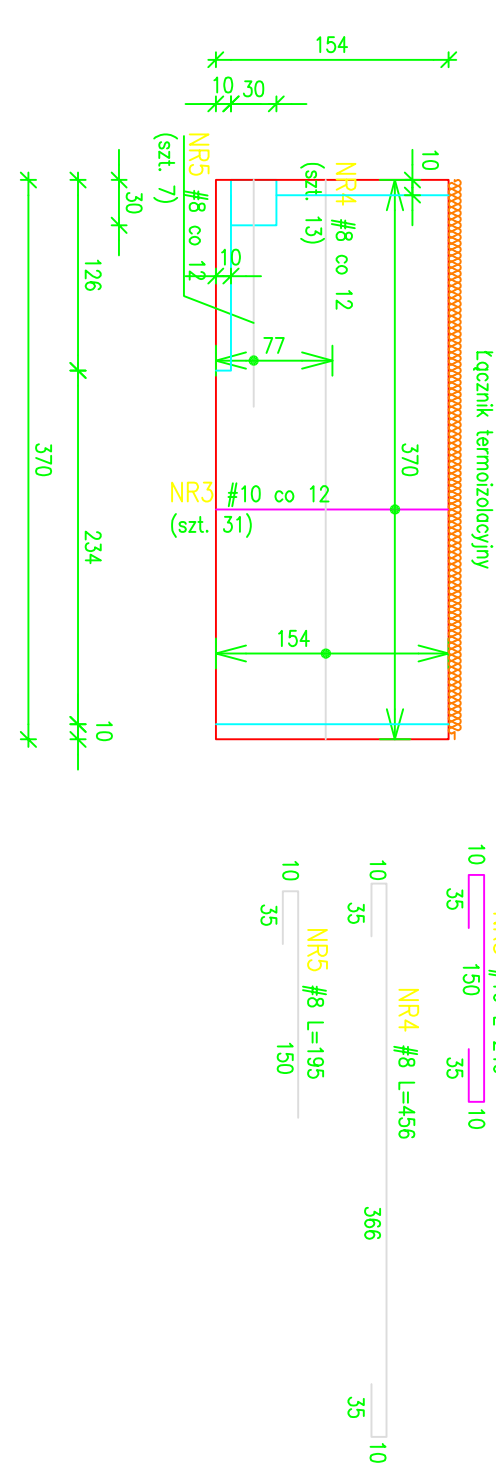 154
10 30
10
NR5 #8 co 12
(szt. 7)
NR4 #8 co 12
(szt. 13)
30
10
126
77
Łącznik termoizolacyjny
370
370
NR3 #10 co 12
(szt. 31)
234
154
10
10
35
150
35
10
10
35
NR4 #8 L=456
366
35
10
10
35
NR5 #8 L=195
150